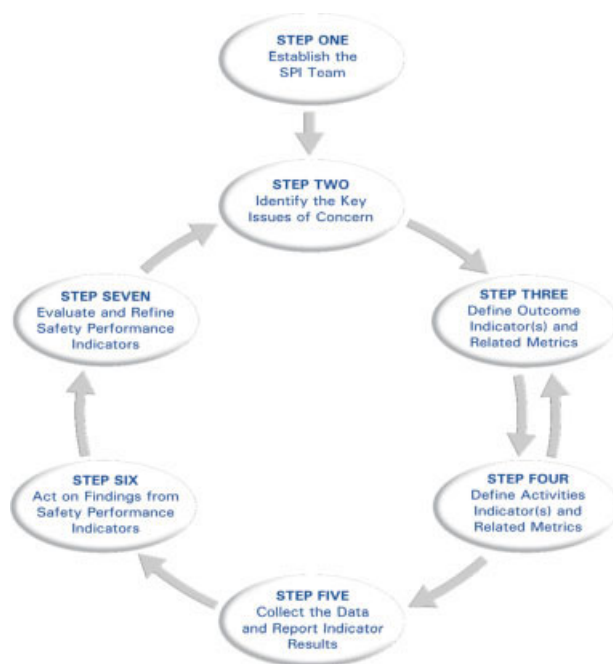 STEP ONE
Establish the
SPI Team
STEP TWO
Identify the Key
Issues of Concern
STEP THREE
Define Outcome
Indicator(s) and
Related Metrics
STEP FOUR
Define Activities
Indicator(s) and
Related Metrics
STEP FIVE
Collect the Data
and Report Indicator
Results
STEP SIX
Act on Findings from
Safety Performance
Indicators
STEP SEVEN
Evaluate and Refine
Safety Performance
Indicators